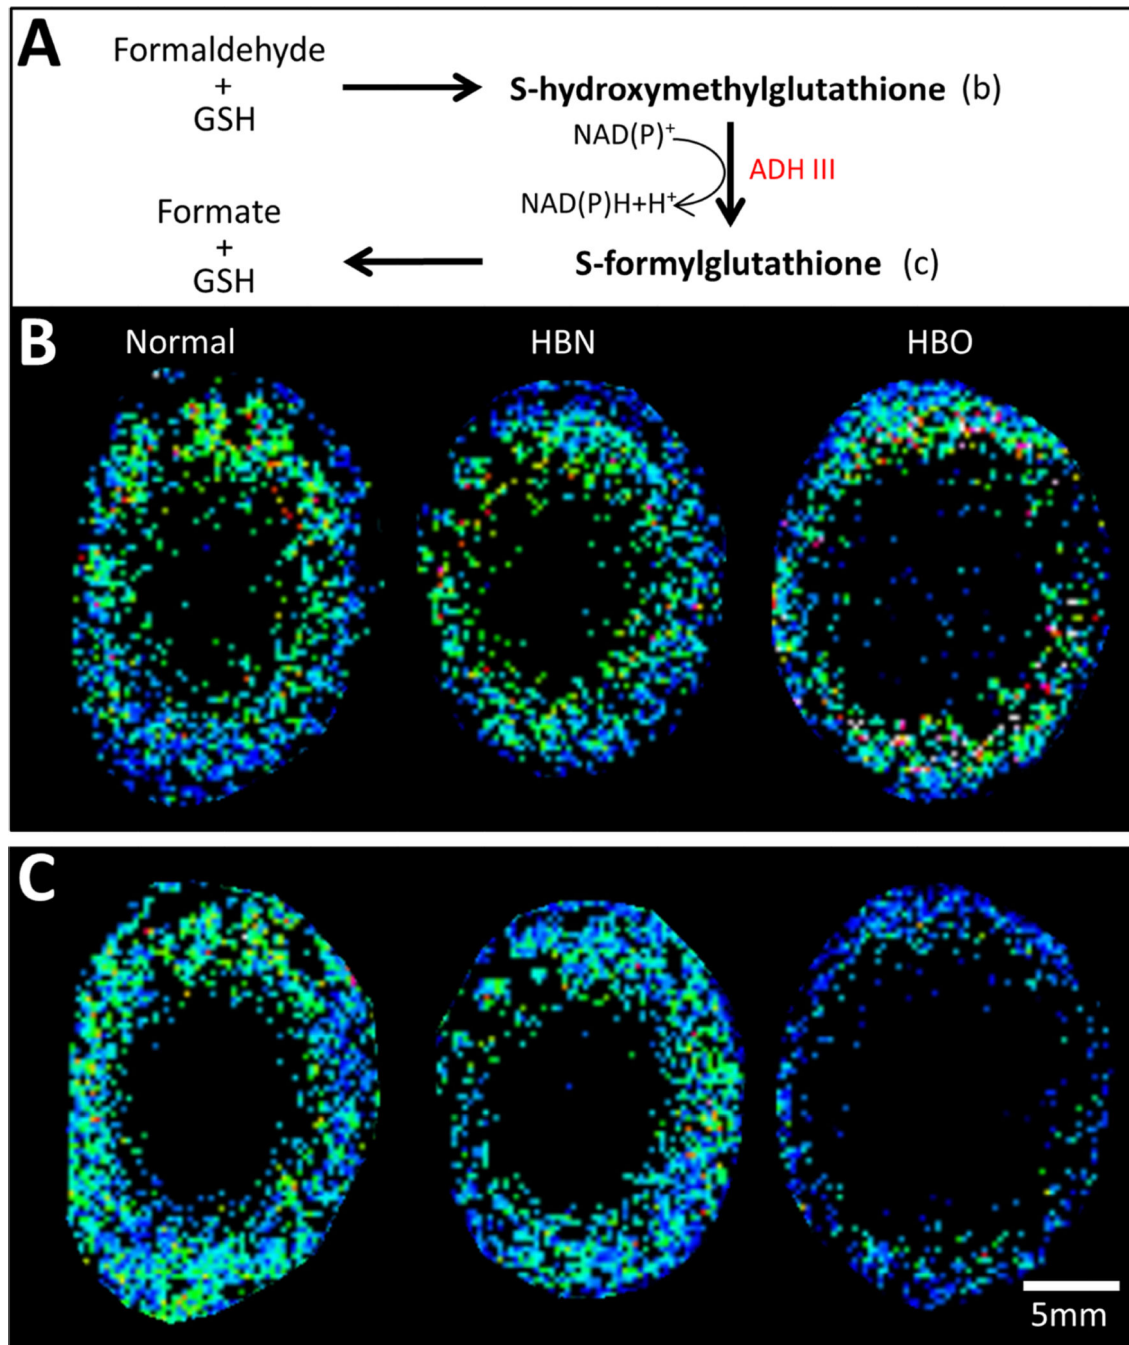 A
Formaldehyde
+
GSH
S-hydroxymethylglutathione (b)
NAD(P)⁺
ADH III
NAD(P)H+H⁺
Formate
+
GSH
S-formylglutathione (c)
B
Normal
HBN
HBO
C
5mm